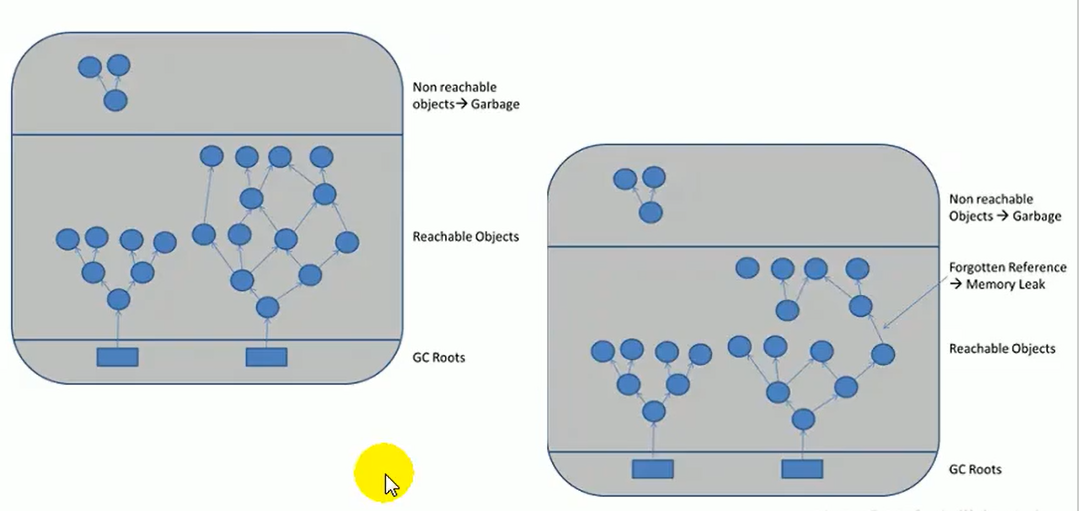 Non reachable
objects→ Garbage
Reachable Objects
GC Roots
Non reachable
Objects → Garbage
Forgotten Reference
→ Memory Leak
Reachable Objects
GC Roots